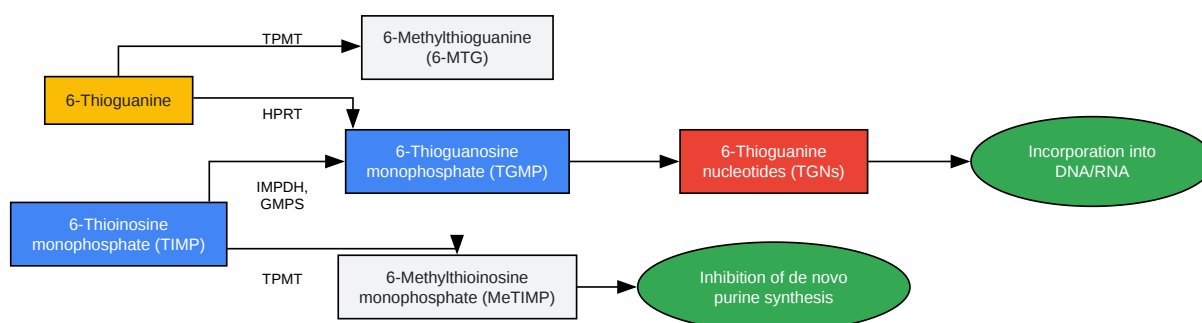 TPMT
6-Methylthioguanine
(6-MTG)
6-Thioguanine
HPRT
6-Thioguanosine
monophosphate (TGMP)
6-Thioguanine
nucleotides (TGNs)
Incorporation into
DNA/RNA
IMPDH,
GMPS
6-Thioinosine
monophosphate (TIMP)
TPMT
6-Methylthioinosine
monophosphate (MeTIMP)
Inhibition of de novo
purine synthesis